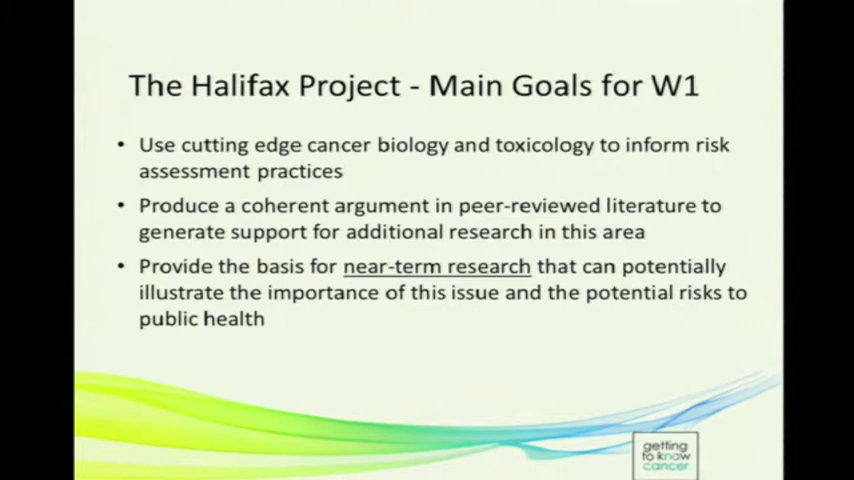 The Halifax Project - Main Goals for W1
• Use cutting edge cancer biology and toxicology to inform risk
assessment practices
• Produce a coherent argument in peer-reviewed literature to
generate support for additional research in this area
• Provide the basis for near-term research that can potentially
illustrate the importance of this issue and the potential risks to
public health
getting
to know
cancer